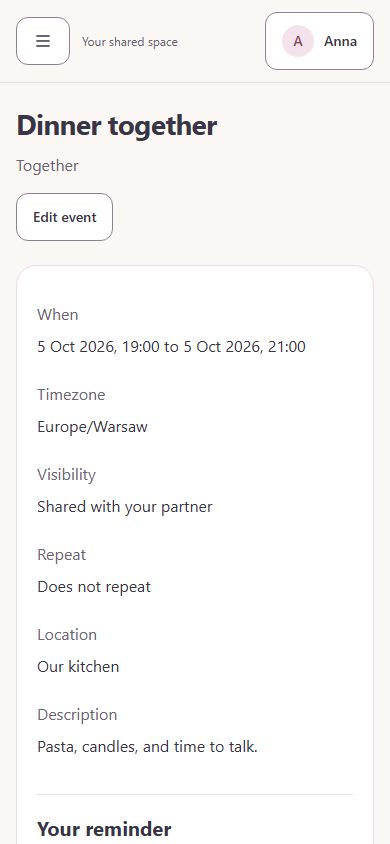 Your shared space
A Anna
Dinner together
Together
Edit event
When
5 Oct 2026, 19:00 to 5 Oct 2026, 21:00
Timezone
Europe/Warsaw
Visibility
Shared with your partner
Repeat
Does not repeat
Location
Our kitchen
Description
Pasta, candles, and time to talk.
Your reminder